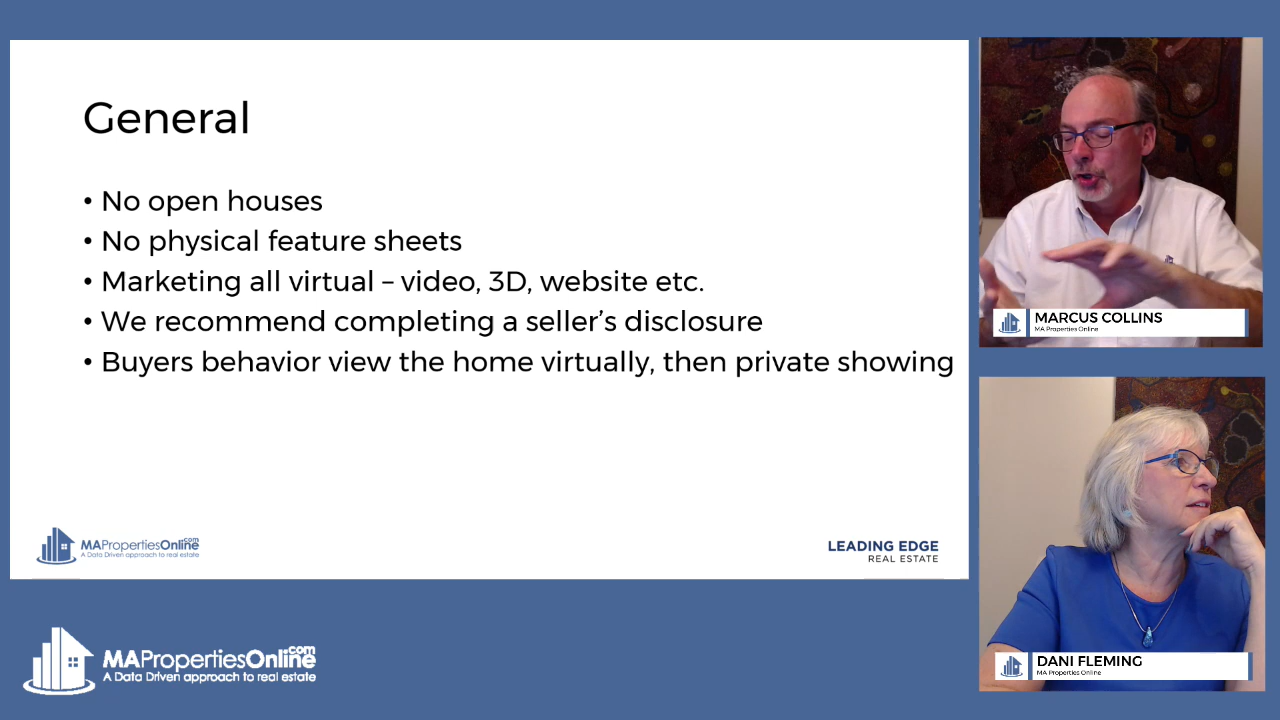 General
• No open houses
• No physical feature sheets
• Marketing all virtual – video, 3D, website etc.
• We recommend completing a seller's disclosure
• Buyers behavior view the home virtually, then private showing
MAPropertiesOnline.com
A Data Driven approach to real estate
LEADING EDGE
REAL ESTATE
MARCUS COLLINS
MA Properties Online
DANI FLEMING
MA Properties Online
MAPropertiesOnline.com
A Data Driven approach to real estate